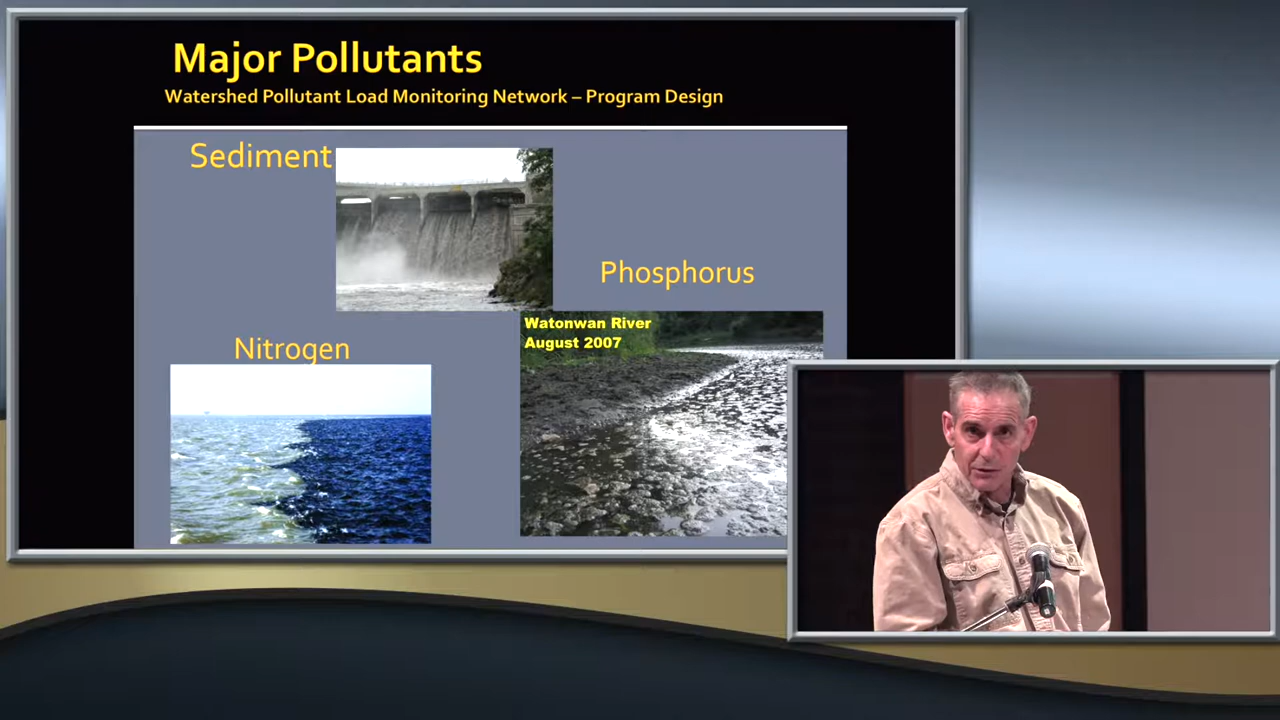 Major Pollutants
Watershed Pollutant Load Monitoring Network – Program Design
Sediment
Phosphorus
Watonwan River
August 2007
Nitrogen